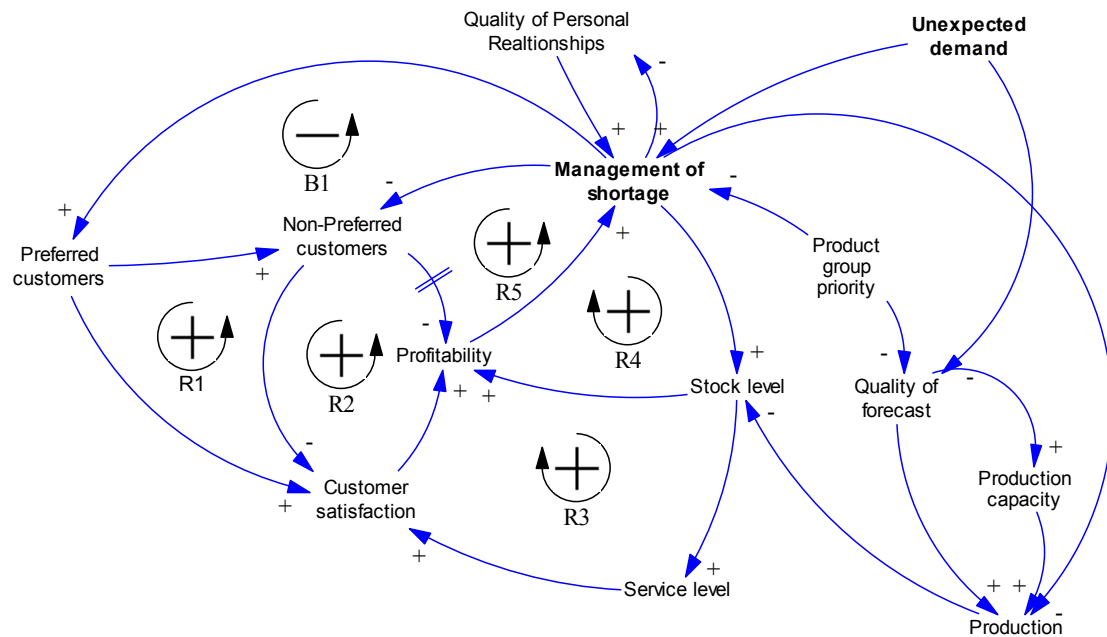 Quality of Personal
Realtionships
Unexpected
demand
-
+
+
B1
Management of
shortage
-
-
+
Non-Preferred
customers
Preferred
customers
+
+
R5
Product
group
priority
R4
R1
R2
-
Profitability
+
+
+
Stock level
-
-
Quality of
forecast
-
-
+
Production
capacity
Customer
satisfaction
+
R3
+
+
Service level
+
+
-
Production